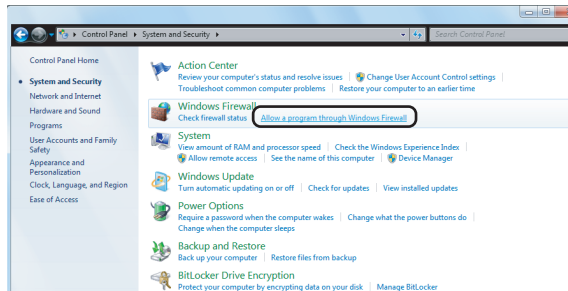 Control Panel System and Security
Search Control Panel
Control Panel Home
System and Security
Network and Internet
Hardware and Sound
Programs
User Accounts and Family
Safety
Appearance and
Personalization
Clock, Language, and Region
Ease of Access
Action Center
Review your computer's status and resolve issues Change User Account Control settings
Troubleshoot common computer problems Restore your computer to an earlier time
Windows Firewall
Check firewall status Allow a program through Windows Firewall
System
View amount of RAM and processor speed Check the Windows Experience Index
Allow remote access See the name of this computer Device Manager
Windows Update
Turn automatic updating on or off Check for updates View installed updates
Power Options
Require a password when the computer wakes Change what the power buttons do
Change when the computer sleeps
Backup and Restore
Back up your computer Restore files from backup
BitLocker Drive Encryption
Protect your computer by encrypting data on your disk Manage BitLocker